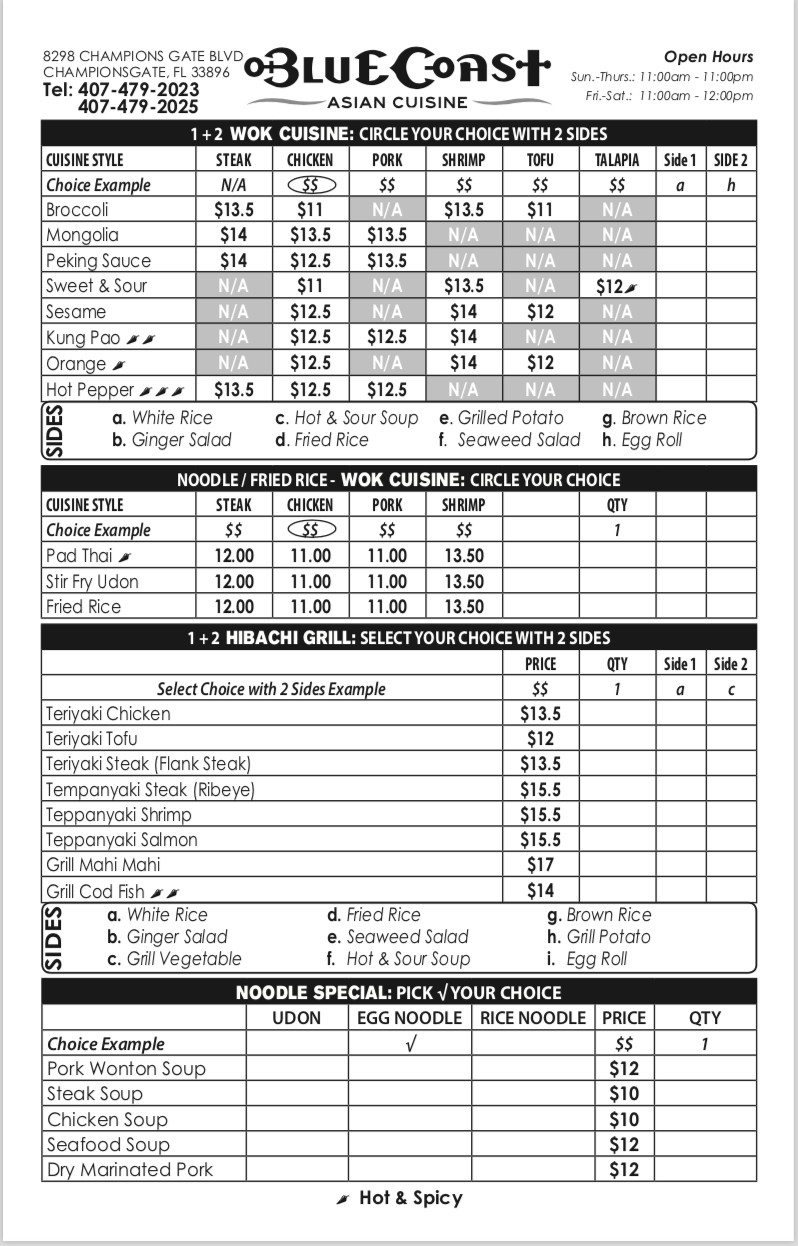 8298 CHAMPIONS GATE BLVD
CHAMPIONSGATE, FL 33896
Tel: 407-479-2023
407-479-2025
BLUE COAST
ASIAN CUISINE
Open Hours
Sun.-Thurs.: 11:00am - 11:00pm
Fri.-Sat.: 11:00am - 12:00pm
1 + 2 WOK CUISINE: CIRCLE YOUR CHOICE WITH 2 SIDES
CUISINE STYLE STEAK CHICKEN PORK SHRIMP TOFU TALAPIA Side 1 SIDE 2
Choice Example N/A $$ $$ $$ $$ $$ a h
Broccoli $13.5 $11 N/A $13.5 $11 N/A
Mongolia $14 $13.5 $13.5 N/A N/A N/A
Peking Sauce $14 $12.5 $13.5 N/A N/A N/A
Sweet & Sour N/A $11 N/A $13.5 N/A $12
Sesame N/A $12.5 N/A $14 $12 N/A
Kung Pao N/A $12.5 $12.5 $14 N/A N/A
Orange N/A $12.5 N/A $14 $12 N/A
Hot Pepper $13.5 $12.5 $12.5 N/A N/A N/A
SIDES
a. White Rice c. Hot & Sour Soup e. Grilled Potato g. Brown Rice
b. Ginger Salad d. Fried Rice f. Seaweed Salad h. Egg Roll
NOODLE / FRIED RICE - WOK CUISINE: CIRCLE YOUR CHOICE
CUISINE STYLE STEAK CHICKEN PORK SHRIMP QTY
Choice Example $$ $$ $$ $$ 1
Pad Thai 12.00 11.00 11.00 13.50
Stir Fry Udon 12.00 11.00 11.00 13.50
Fried Rice 12.00 11.00 11.00 13.50
1 + 2 HIBACHI GRILL: SELECT YOUR CHOICE WITH 2 SIDES
PRICE QTY Side 1 Side 2
Select Choice with 2 Sides Example $$ 1 a c
Teriyaki Chicken $13.5
Teriyaki Tofu $12
Teriyaki Steak (Flank Steak) $13.5
Tempanyaki Steak (Ribeye) $15.5
Teppanyaki Shrimp $15.5
Teppanyaki Salmon $15.5
Grill Mahi Mahi $17
Grill Cod Fish $14
SIDES
a. White Rice d. Fried Rice g. Brown Rice
b. Ginger Salad e. Seaweed Salad h. Grill Potato
c. Grill Vegetable f. Hot & Sour Soup i. Egg Roll
NOODLE SPECIAL: PICK √ YOUR CHOICE
UDON EGG NOODLE RICE NOODLE PRICE QTY
Choice Example √ $$ 1
Pork Wonton Soup $12
Steak Soup $10
Chicken Soup $10
Seafood Soup $12
Dry Marinated Pork $12
Hot & Spicy